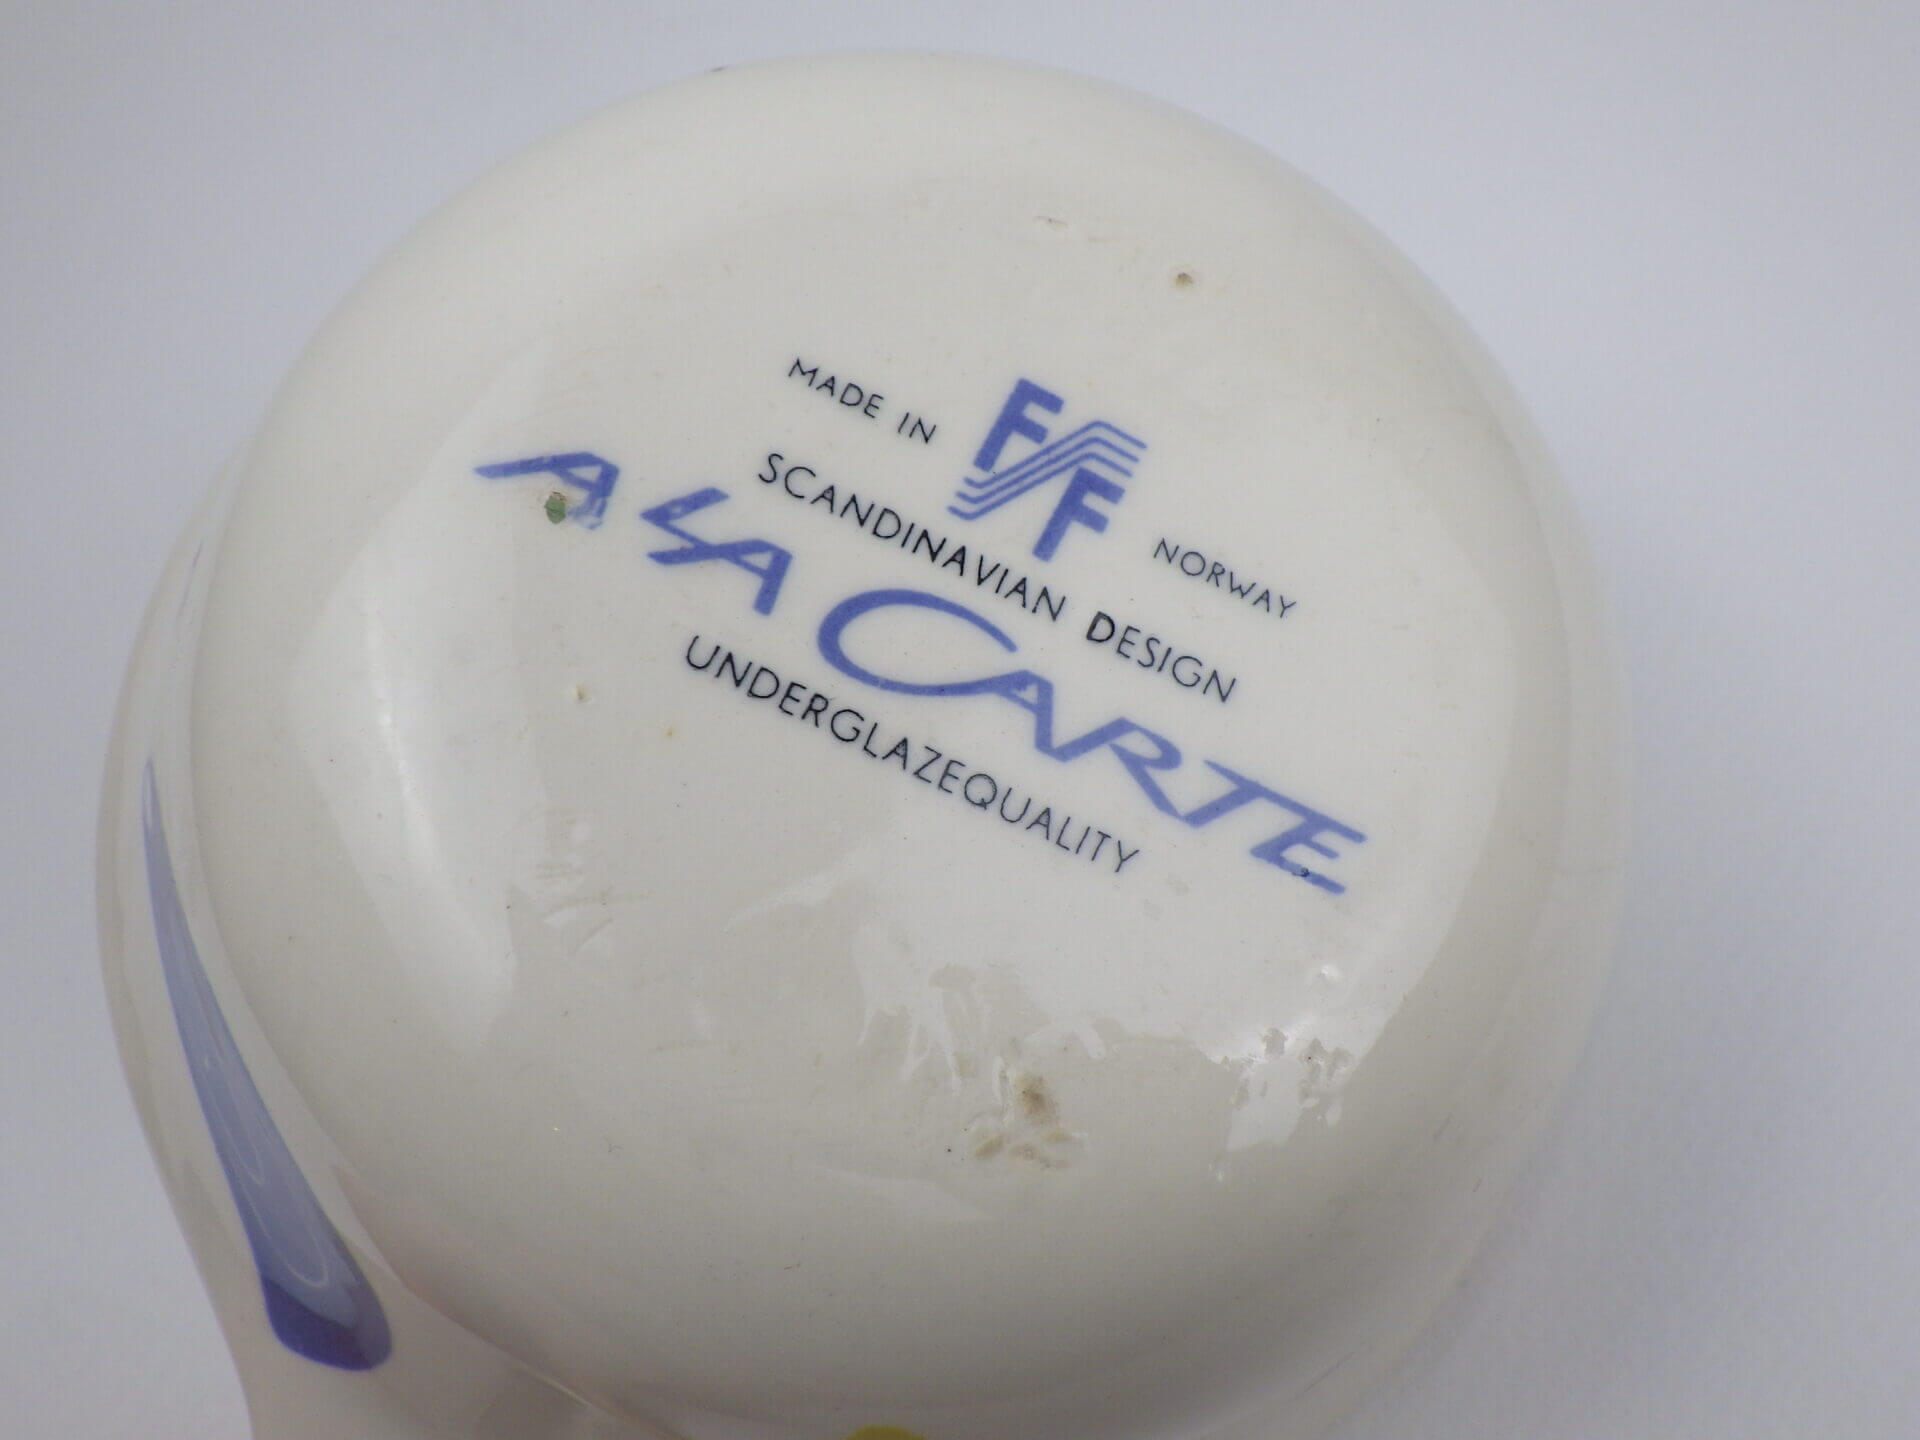 MADE IN FF NORWAY
SCANDINAVIAN DESIGN
A LA CARTE
UNDERGLAZEQUALITY